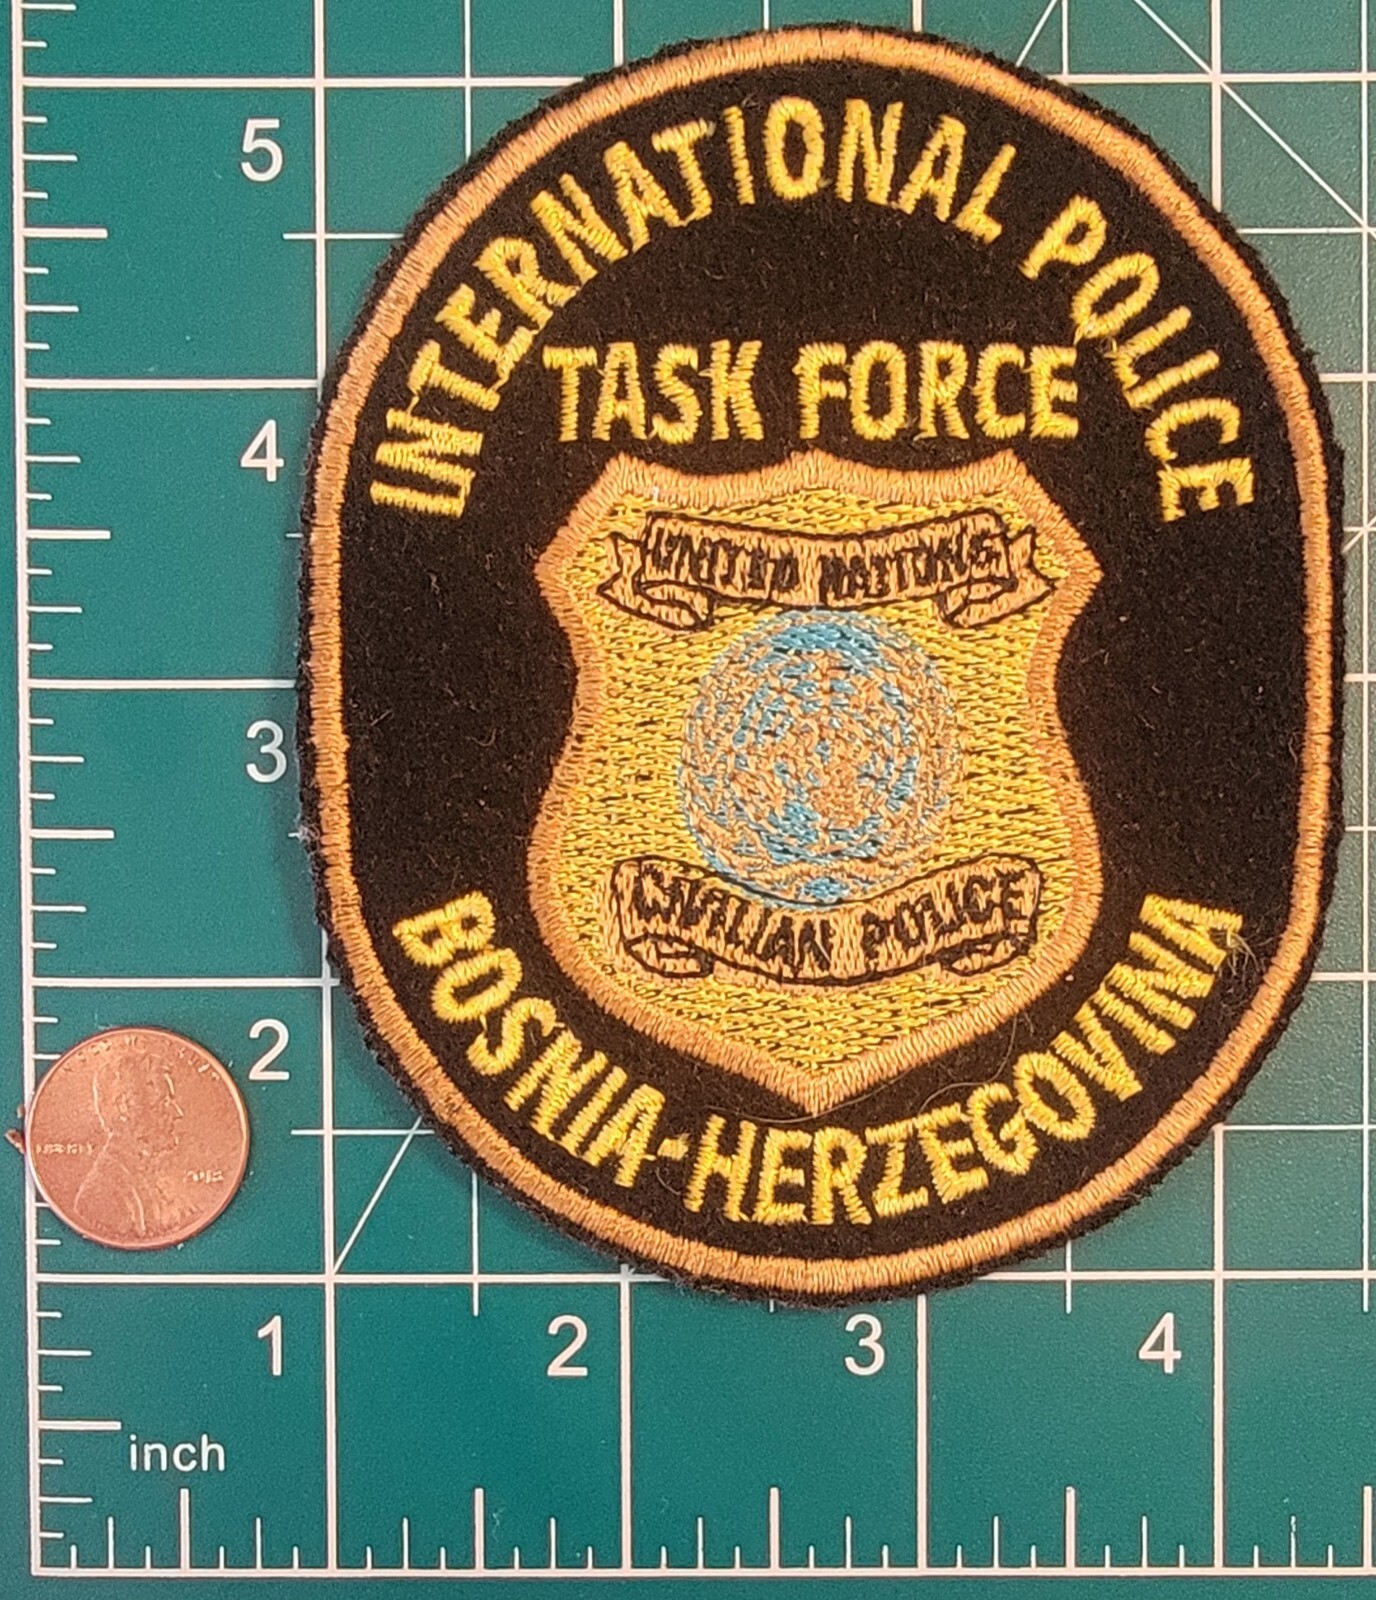 INTERNATIONAL POLICE
TASK FORCE
UNITED NATIONS
CIVILIAN POLICE
BOSNIA-HERZEGOVINA
5
4
3
2
1 2 3 4
inch